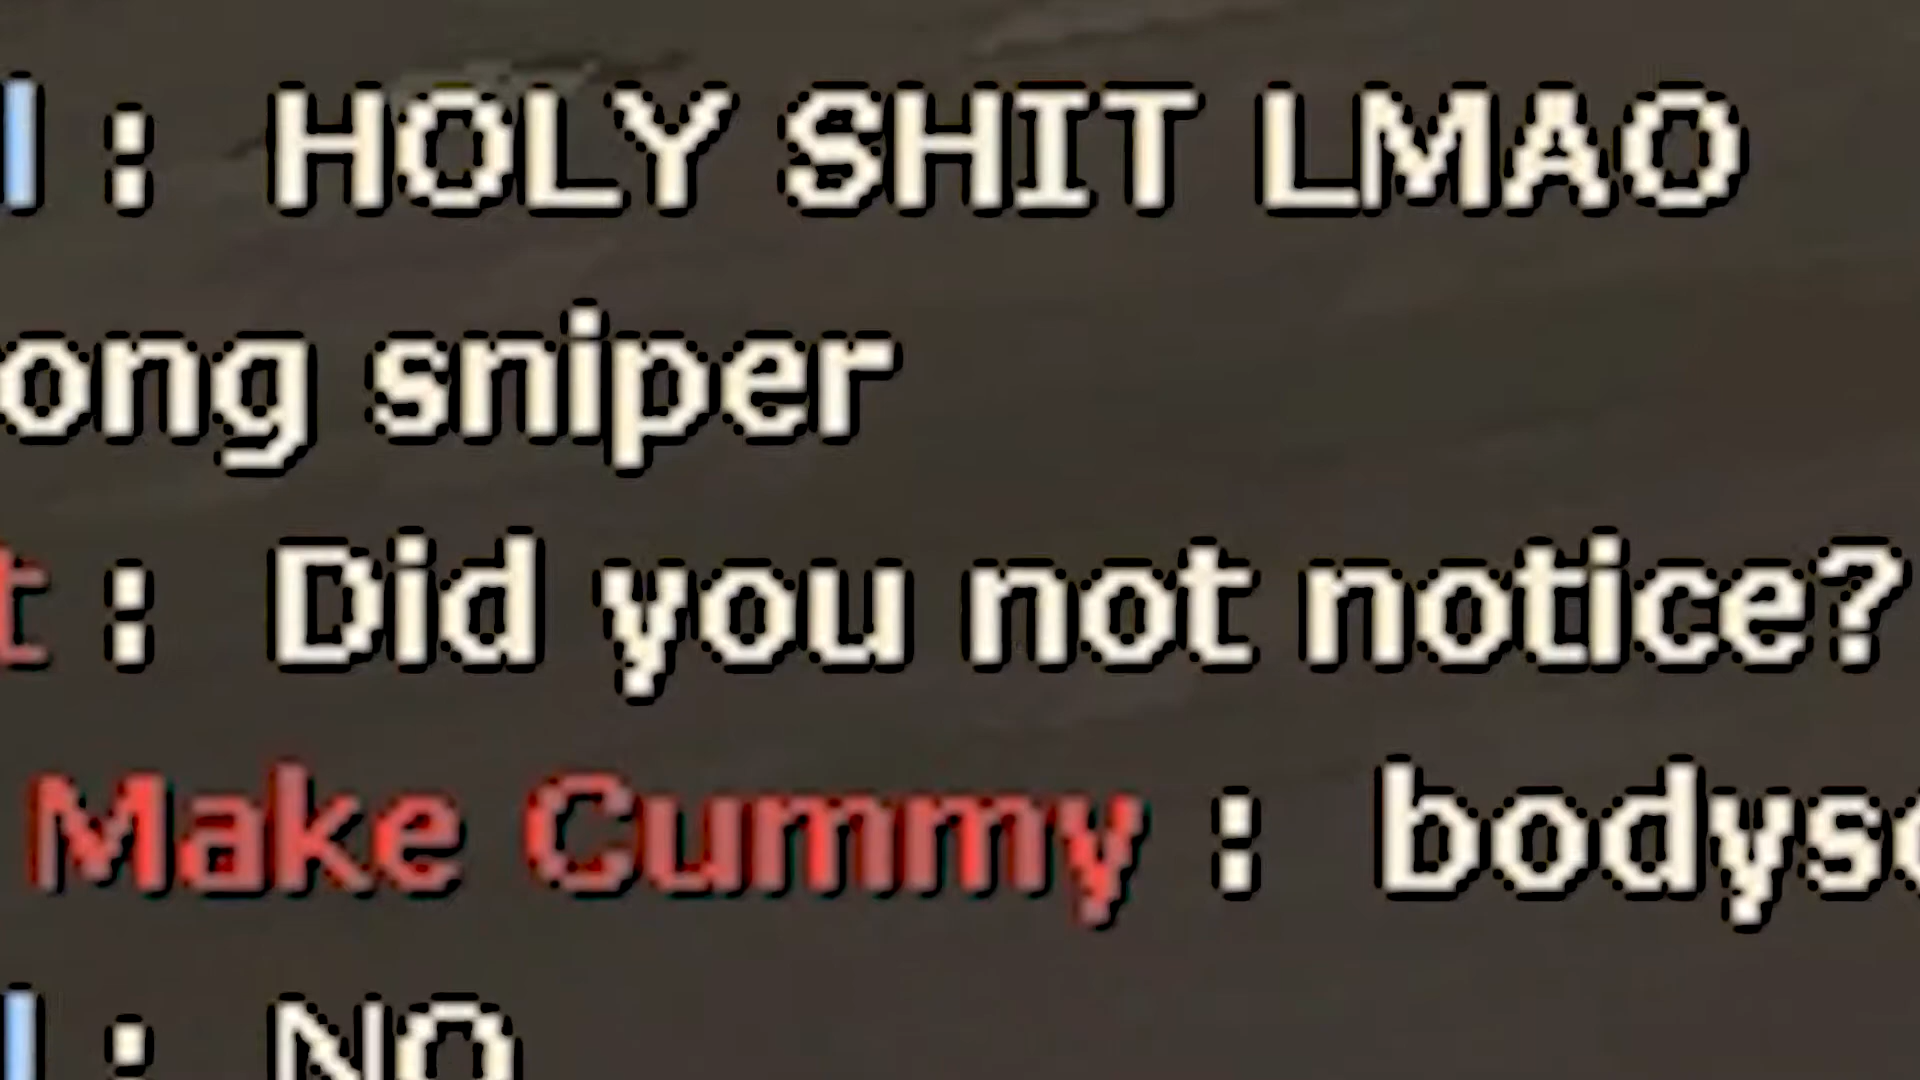 : HOLY SHIT LMAO
ong sniper
t : Did you not notice?
Make Cummy : bodys
: NO